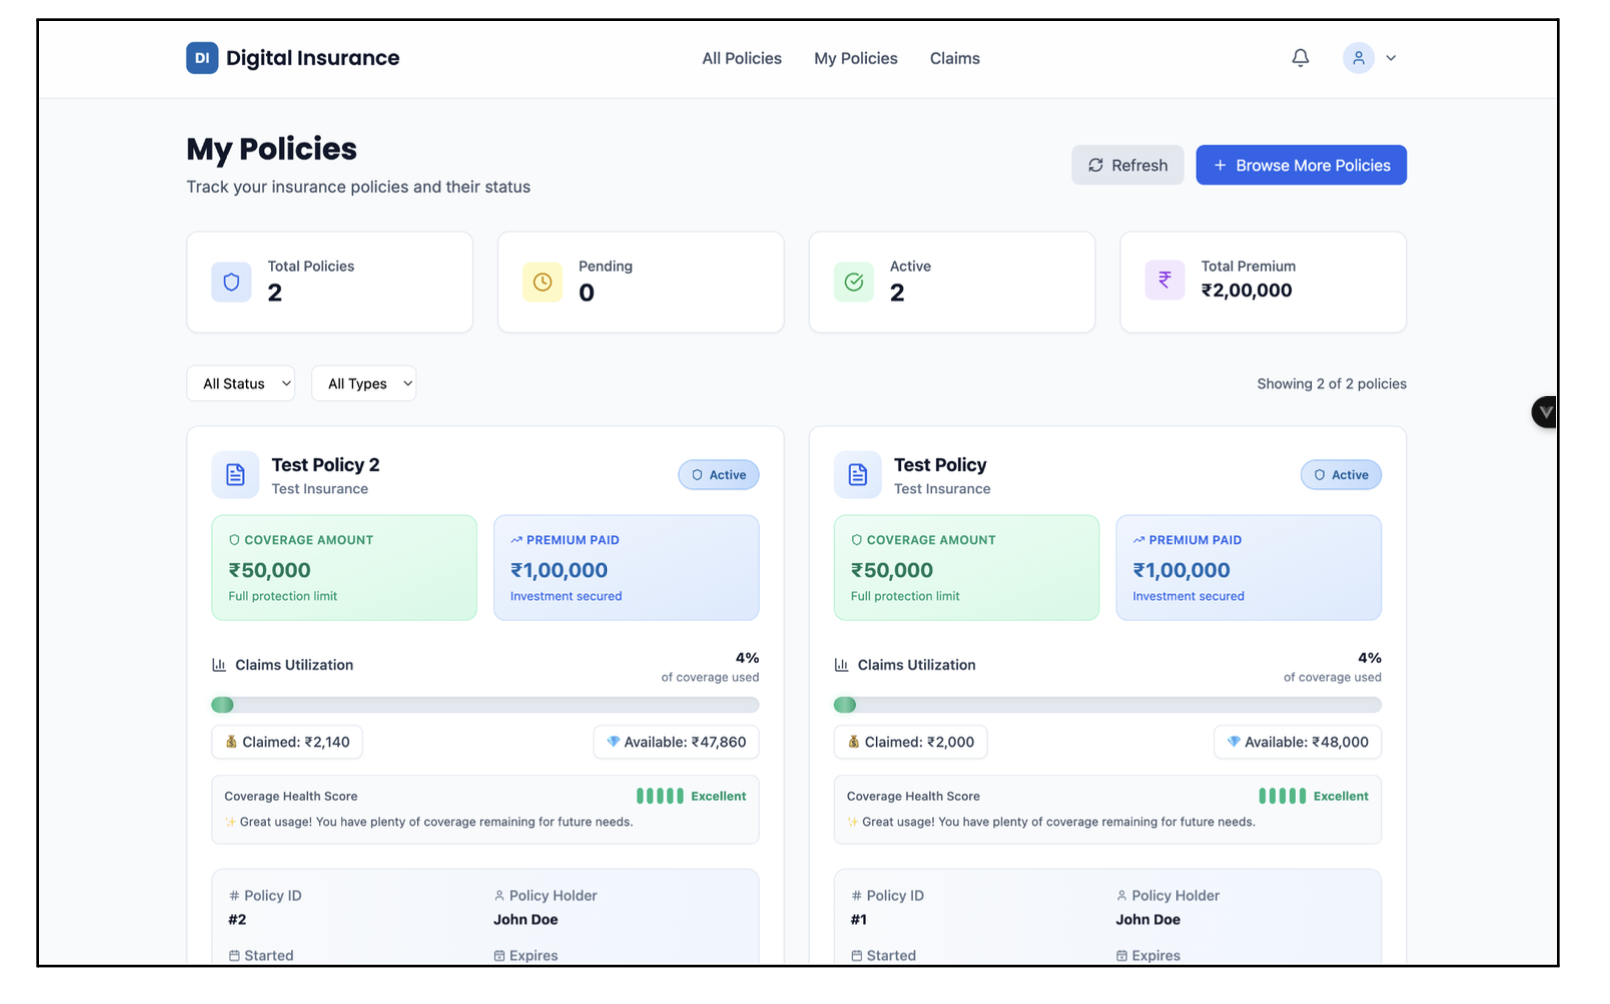 DI Digital Insurance
All Policies My Policies Claims
My Policies
Track your insurance policies and their status
Refresh
+ Browse More Policies
Total Policies
2
Pending
0
Active
2
Total Premium
₹2,00,000
All Status
All Types
Showing 2 of 2 policies
Test Policy 2
Test Insurance
Active
COVERAGE AMOUNT
₹50,000
Full protection limit
PREMIUM PAID
₹1,00,000
Investment secured
Claims Utilization
4%
of coverage used
Claimed: ₹2,140
Available: ₹47,860
Coverage Health Score
Excellent
✨ Great usage! You have plenty of coverage remaining for future needs.
# Policy ID
#2
Policy Holder
John Doe
Started
Expires
Test Policy
Test Insurance
Active
COVERAGE AMOUNT
₹50,000
Full protection limit
PREMIUM PAID
₹1,00,000
Investment secured
Claims Utilization
4%
of coverage used
Claimed: ₹2,000
Available: ₹48,000
Coverage Health Score
Excellent
✨ Great usage! You have plenty of coverage remaining for future needs.
# Policy ID
#1
Policy Holder
John Doe
Started
Expires